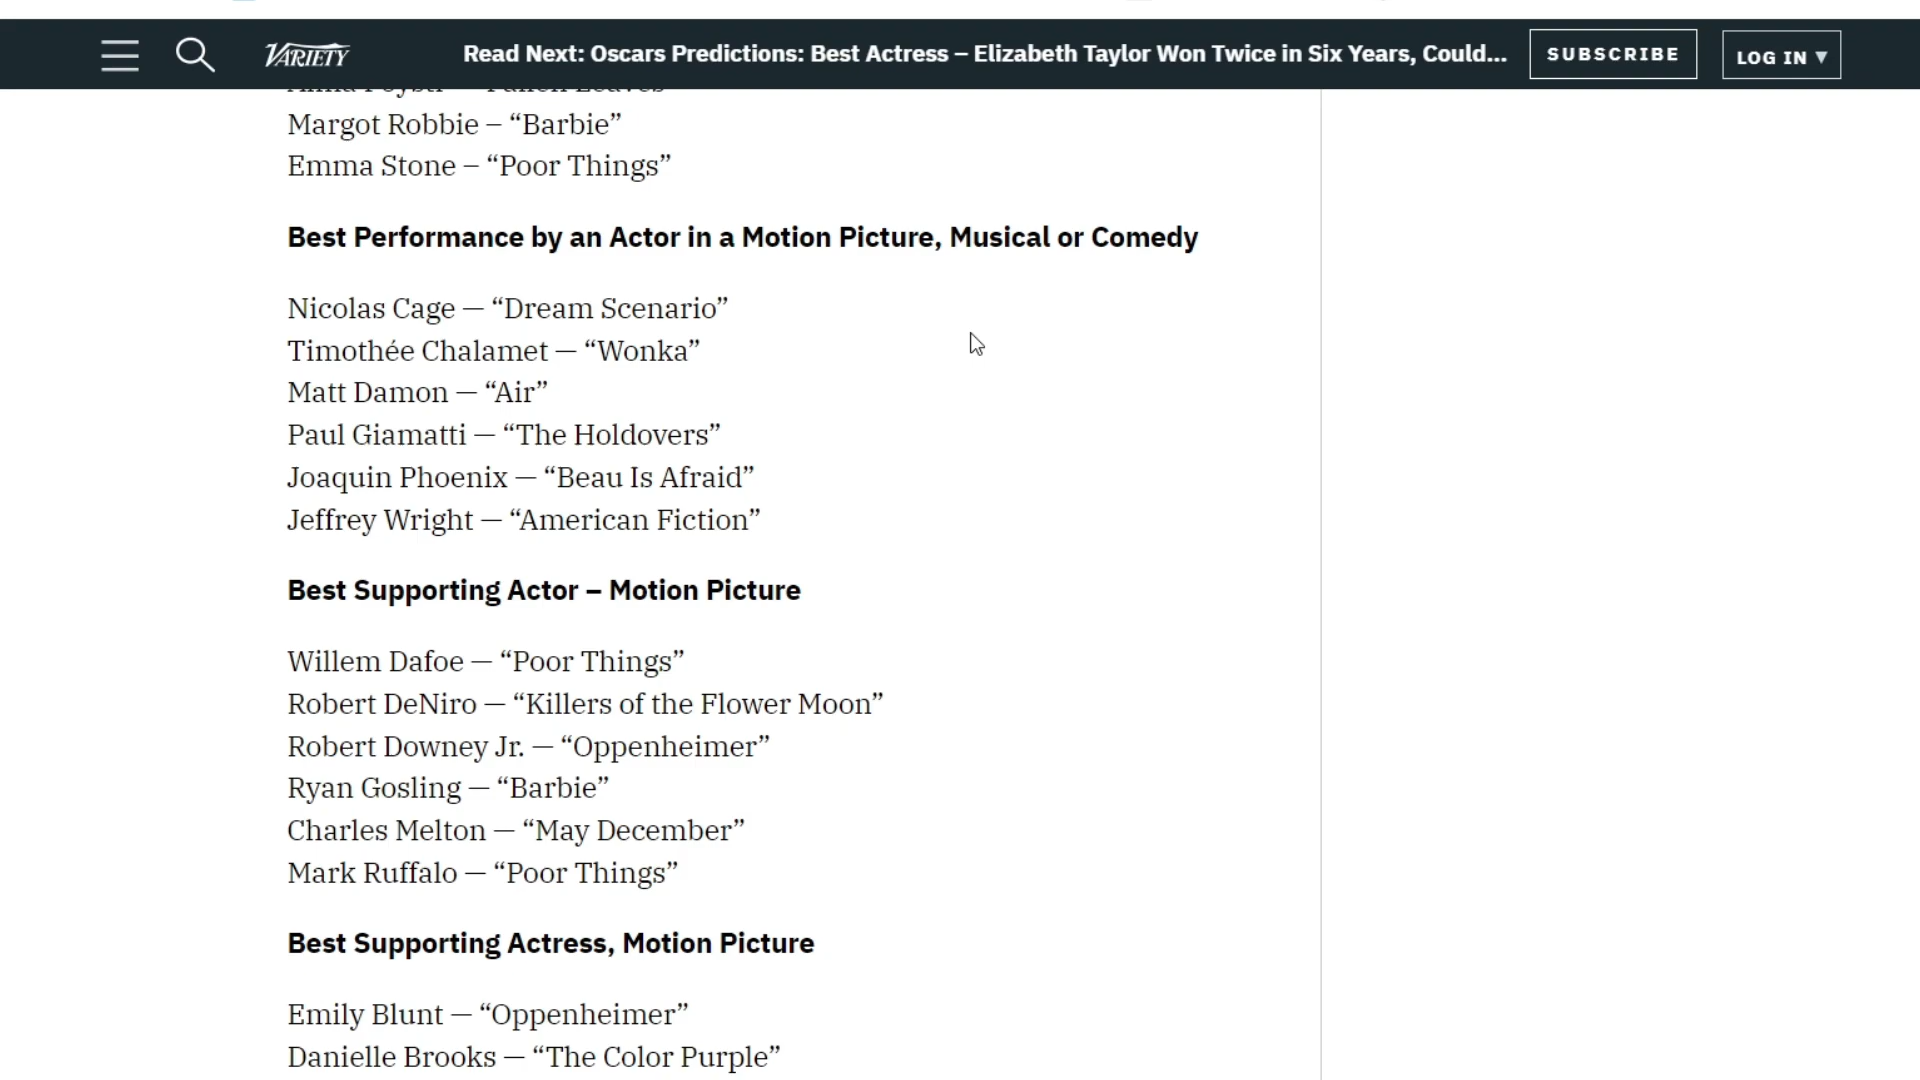 VARIETY
Read Next: Oscars Predictions: Best Actress – Elizabeth Taylor Won Twice in Six Years, Could...
SUBSCRIBE
LOG IN ▼
Margot Robbie – “Barbie”
Emma Stone – “Poor Things”
Best Performance by an Actor in a Motion Picture, Musical or Comedy
Nicolas Cage — “Dream Scenario”
Timothée Chalamet — “Wonka”
Matt Damon — “Air”
Paul Giamatti — “The Holdovers”
Joaquin Phoenix — “Beau Is Afraid”
Jeffrey Wright — “American Fiction”
Best Supporting Actor – Motion Picture
Willem Dafoe — “Poor Things”
Robert DeNiro — “Killers of the Flower Moon”
Robert Downey Jr. — “Oppenheimer”
Ryan Gosling — “Barbie”
Charles Melton — “May December”
Mark Ruffalo — “Poor Things”
Best Supporting Actress, Motion Picture
Emily Blunt — “Oppenheimer”
Danielle Brooks — “The Color Purple”